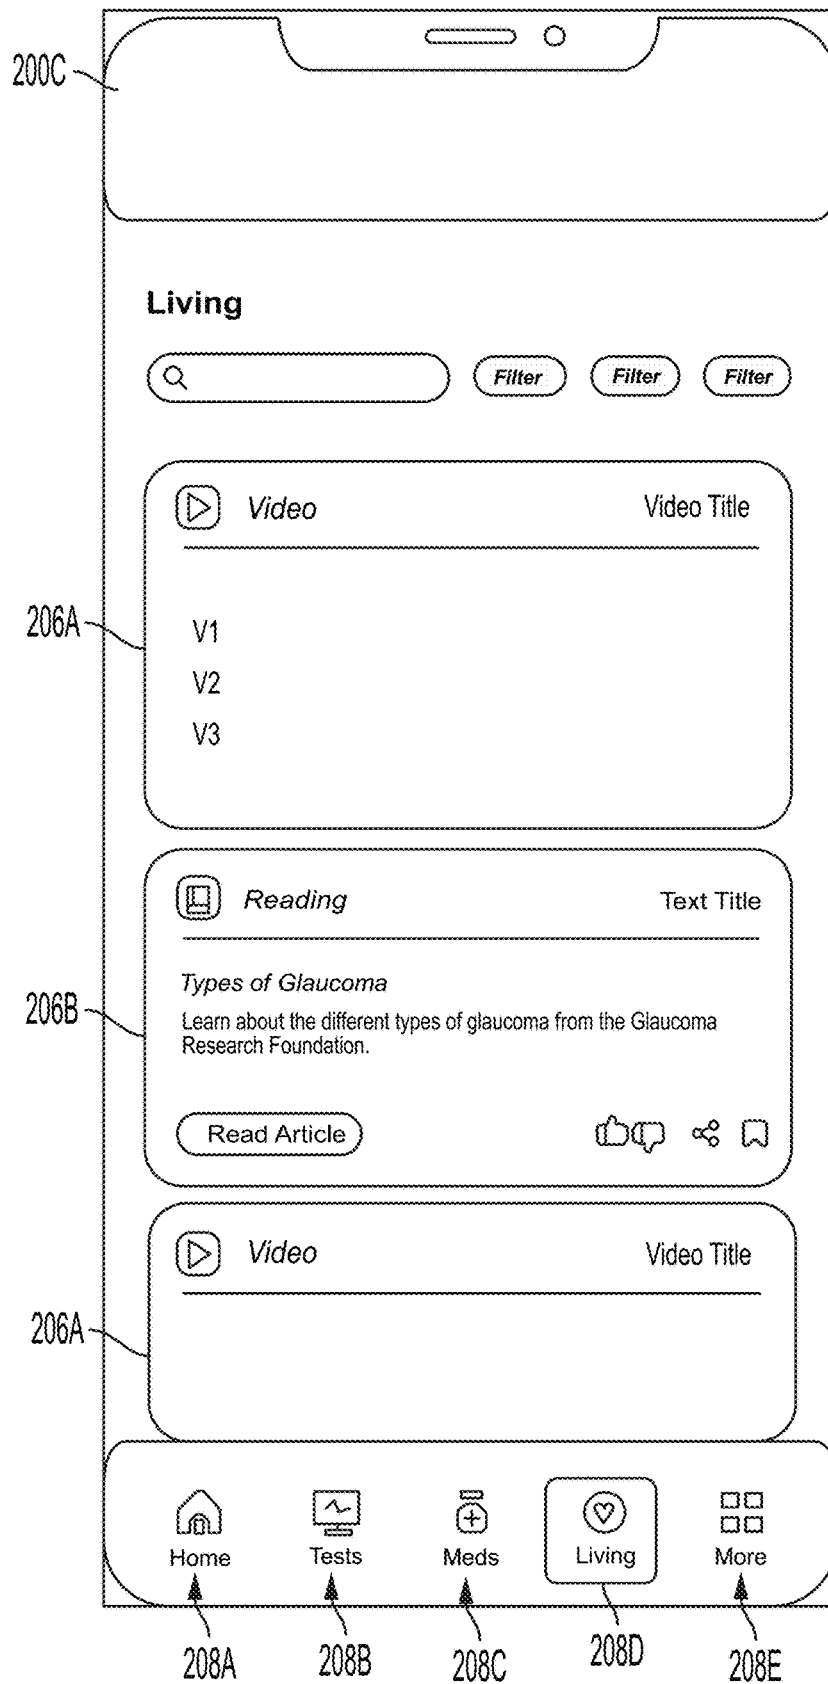 200C
Living
Filter Filter Filter
Video Video Title
206A
V1
V2
V3
Reading Text Title
Types of Glaucoma
206B
Learn about the different types of glaucoma from the Glaucoma
Research Foundation.
Read Article
Video Video Title
206A
Home Tests Meds Living More
208A 208B 208C 208D 208E